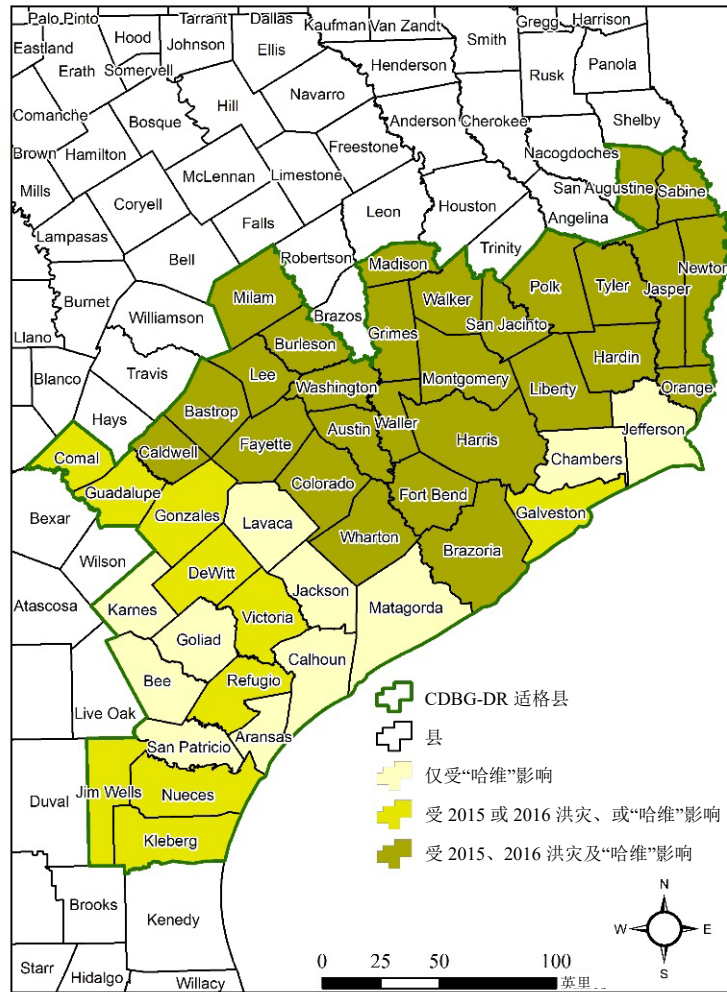 Palo Pinto
Tarrant
Dallas
Kaufman
Van Zandt
Gregg
Harrison
Eastland
Hood
Johnson
Ellis
Smith
Panola
Erath
Somervell
Henderson
Rusk
Comanche
Bosque
Hill
Navarro
Anderson
Cherokee
Shelby
Brown
Hamilton
Freestone
Nacogdoches
McLennan
Limestone
San Augustine
Sabine
Mills
Coryell
Leon
Houston
Angelina
Lampasas
Falls
Trinity
Bell
Robertson
Madison
Newton
Burnet
Milam
Walker
Polk
Tyler
Jasper
Williamson
Brazos
San Jacinto
Llano
Burleson
Grimes
Hardin
Blanco
Travis
Lee
Washington
Montgomery
Liberty
Orange
Hays
Bastrop
Austin
Waller
Jefferson
Comal
Caldwell
Fayette
Harris
Chambers
Guadalupe
Colorado
Fort Bend
Bexar
Gonzales
Lavaca
Galveston
Wilson
Wharton
Brazoria
DeWitt
Atascosa
Karnes
Jackson
Matagorda
Victoria
Goliad
Calhoun
Bee
Refugio
Live Oak
Aransas
San Patricio
Duval
Jim Wells
Nueces
Kleberg
Brooks
Kenedy
Starr
Hidalgo
Willacy
CDBG-DR 适格县
县
仅受“哈维”影响
受 2015 或 2016 洪灾、或“哈维”影响
受 2015、2016 洪灾及“哈维”影响
N
W
E
S
0 25 50 100
英里